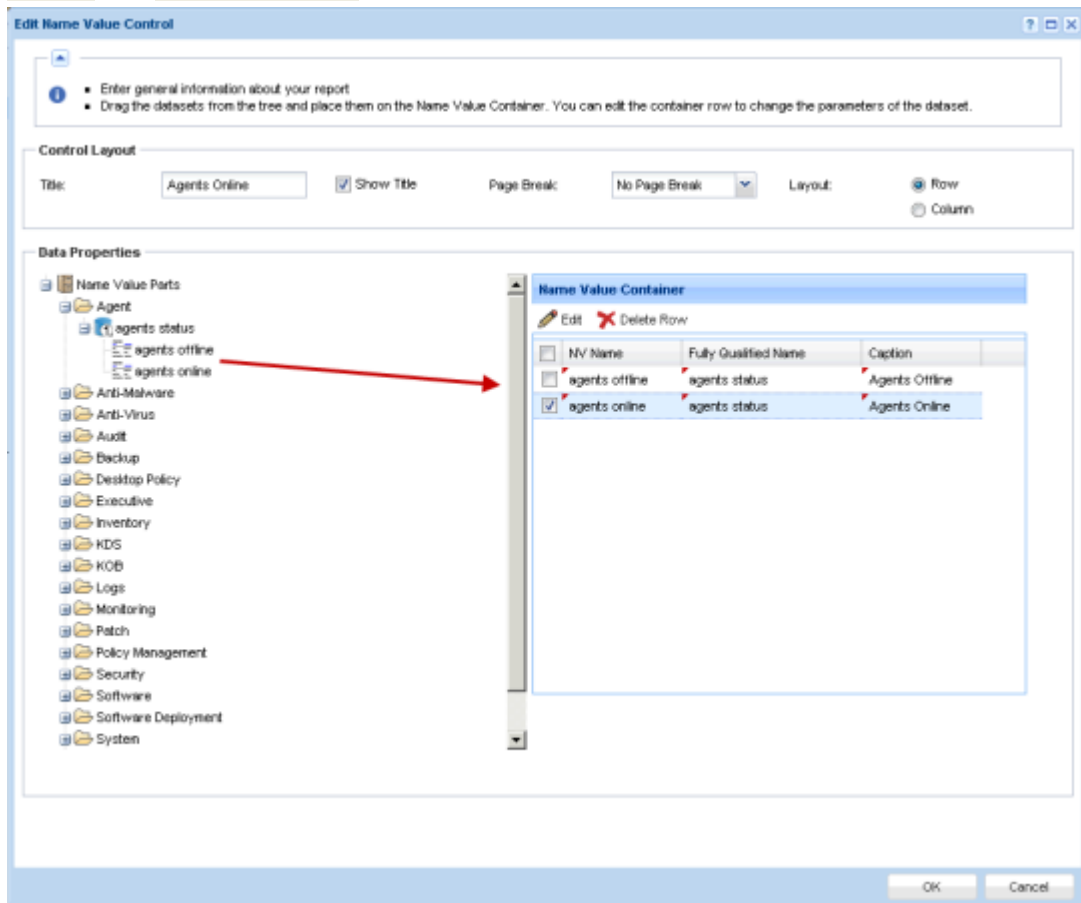 Edit Name Value Control
Enter general information about your report
Drag the datasets from the tree and place them on the Name Value Container. You can edit the container row to change the parameters of the dataset.
Control Layout
Title: Agents Online Show Title Page Break: No Page Break Layout: Row
Column
Data Properties
Name Value Parts
Agent
agents status
agents offline
agents online
Anti-Malware
Anti-Virus
Audit
Backup
Desktop Policy
Executive
Inventory
KDS
KOB
Logs
Monitoring
Patch
Policy Management
Security
Software
Software Deployment
System
Name Value Container
Edit Delete Row
NV Name Fully Qualified Name Caption
agents offline agents status Agents Offline
agents online agents status Agents Online
OK Cancel